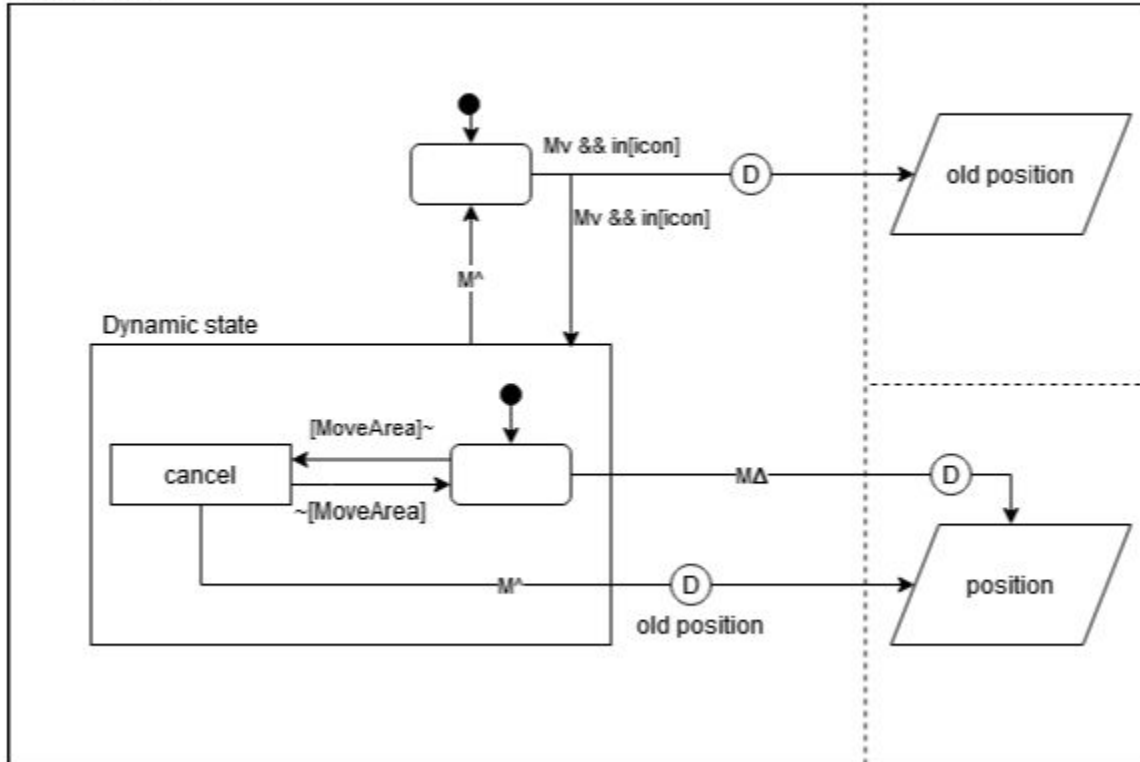 Mv && in[icon]
D
old position
Mv && in[icon]
M^
Dynamic state
[MoveArea]~
cancel
~[MoveArea]
MΔ
D
M^
D
old position
position